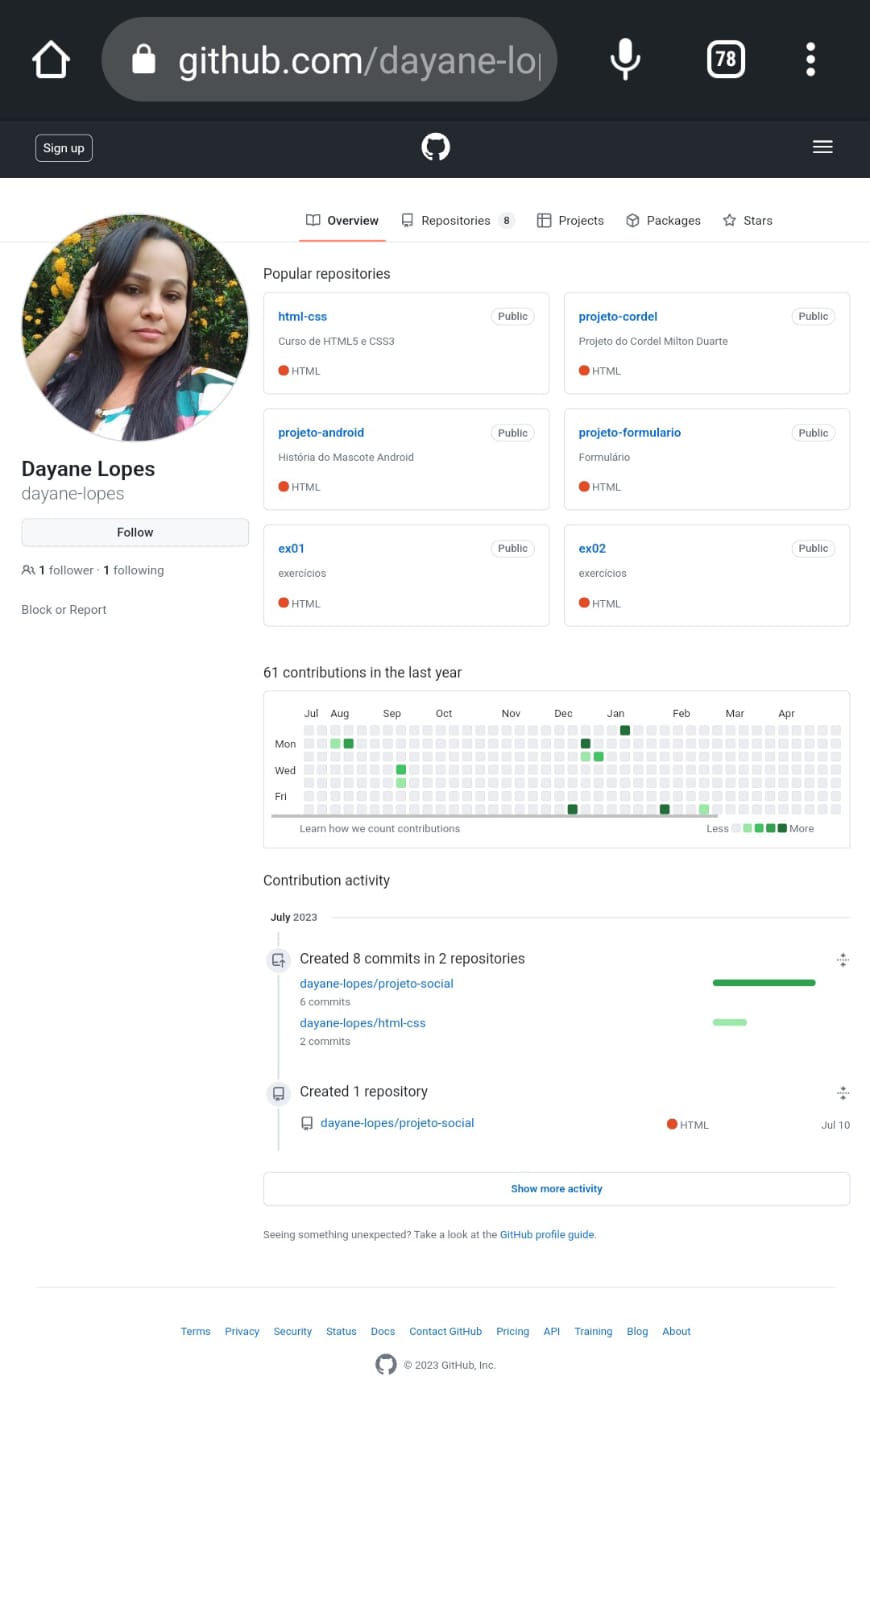 github.com/dayane-lo
78
Sign up
Overview Repositories 8 Projects Packages Stars
Popular repositories
html-css Public
Curso de HTML5 e CSS3
HTML
projeto-cordel Public
Projeto do Cordel Milton Duarte
HTML
projeto-android Public
História do Mascote Android
HTML
projeto-formulario Public
Formulário
HTML
ex01 Public
exercícios
HTML
ex02 Public
exercícios
HTML
Dayane Lopes
dayane-lopes
Follow
1 follower · 1 following
Block or Report
61 contributions in the last year
Jul Aug Sep Oct Nov Dec Jan Feb Mar Apr
Mon
Wed
Fri
Learn how we count contributions
Less More
Contribution activity
July 2023
Created 8 commits in 2 repositories
dayane-lopes/projeto-social
6 commits
dayane-lopes/html-css
2 commits
Created 1 repository
dayane-lopes/projeto-social HTML Jul 10
Show more activity
Seeing something unexpected? Take a look at the GitHub profile guide.
Terms Privacy Security Status Docs Contact GitHub Pricing API Training Blog About
© 2023 GitHub, Inc.